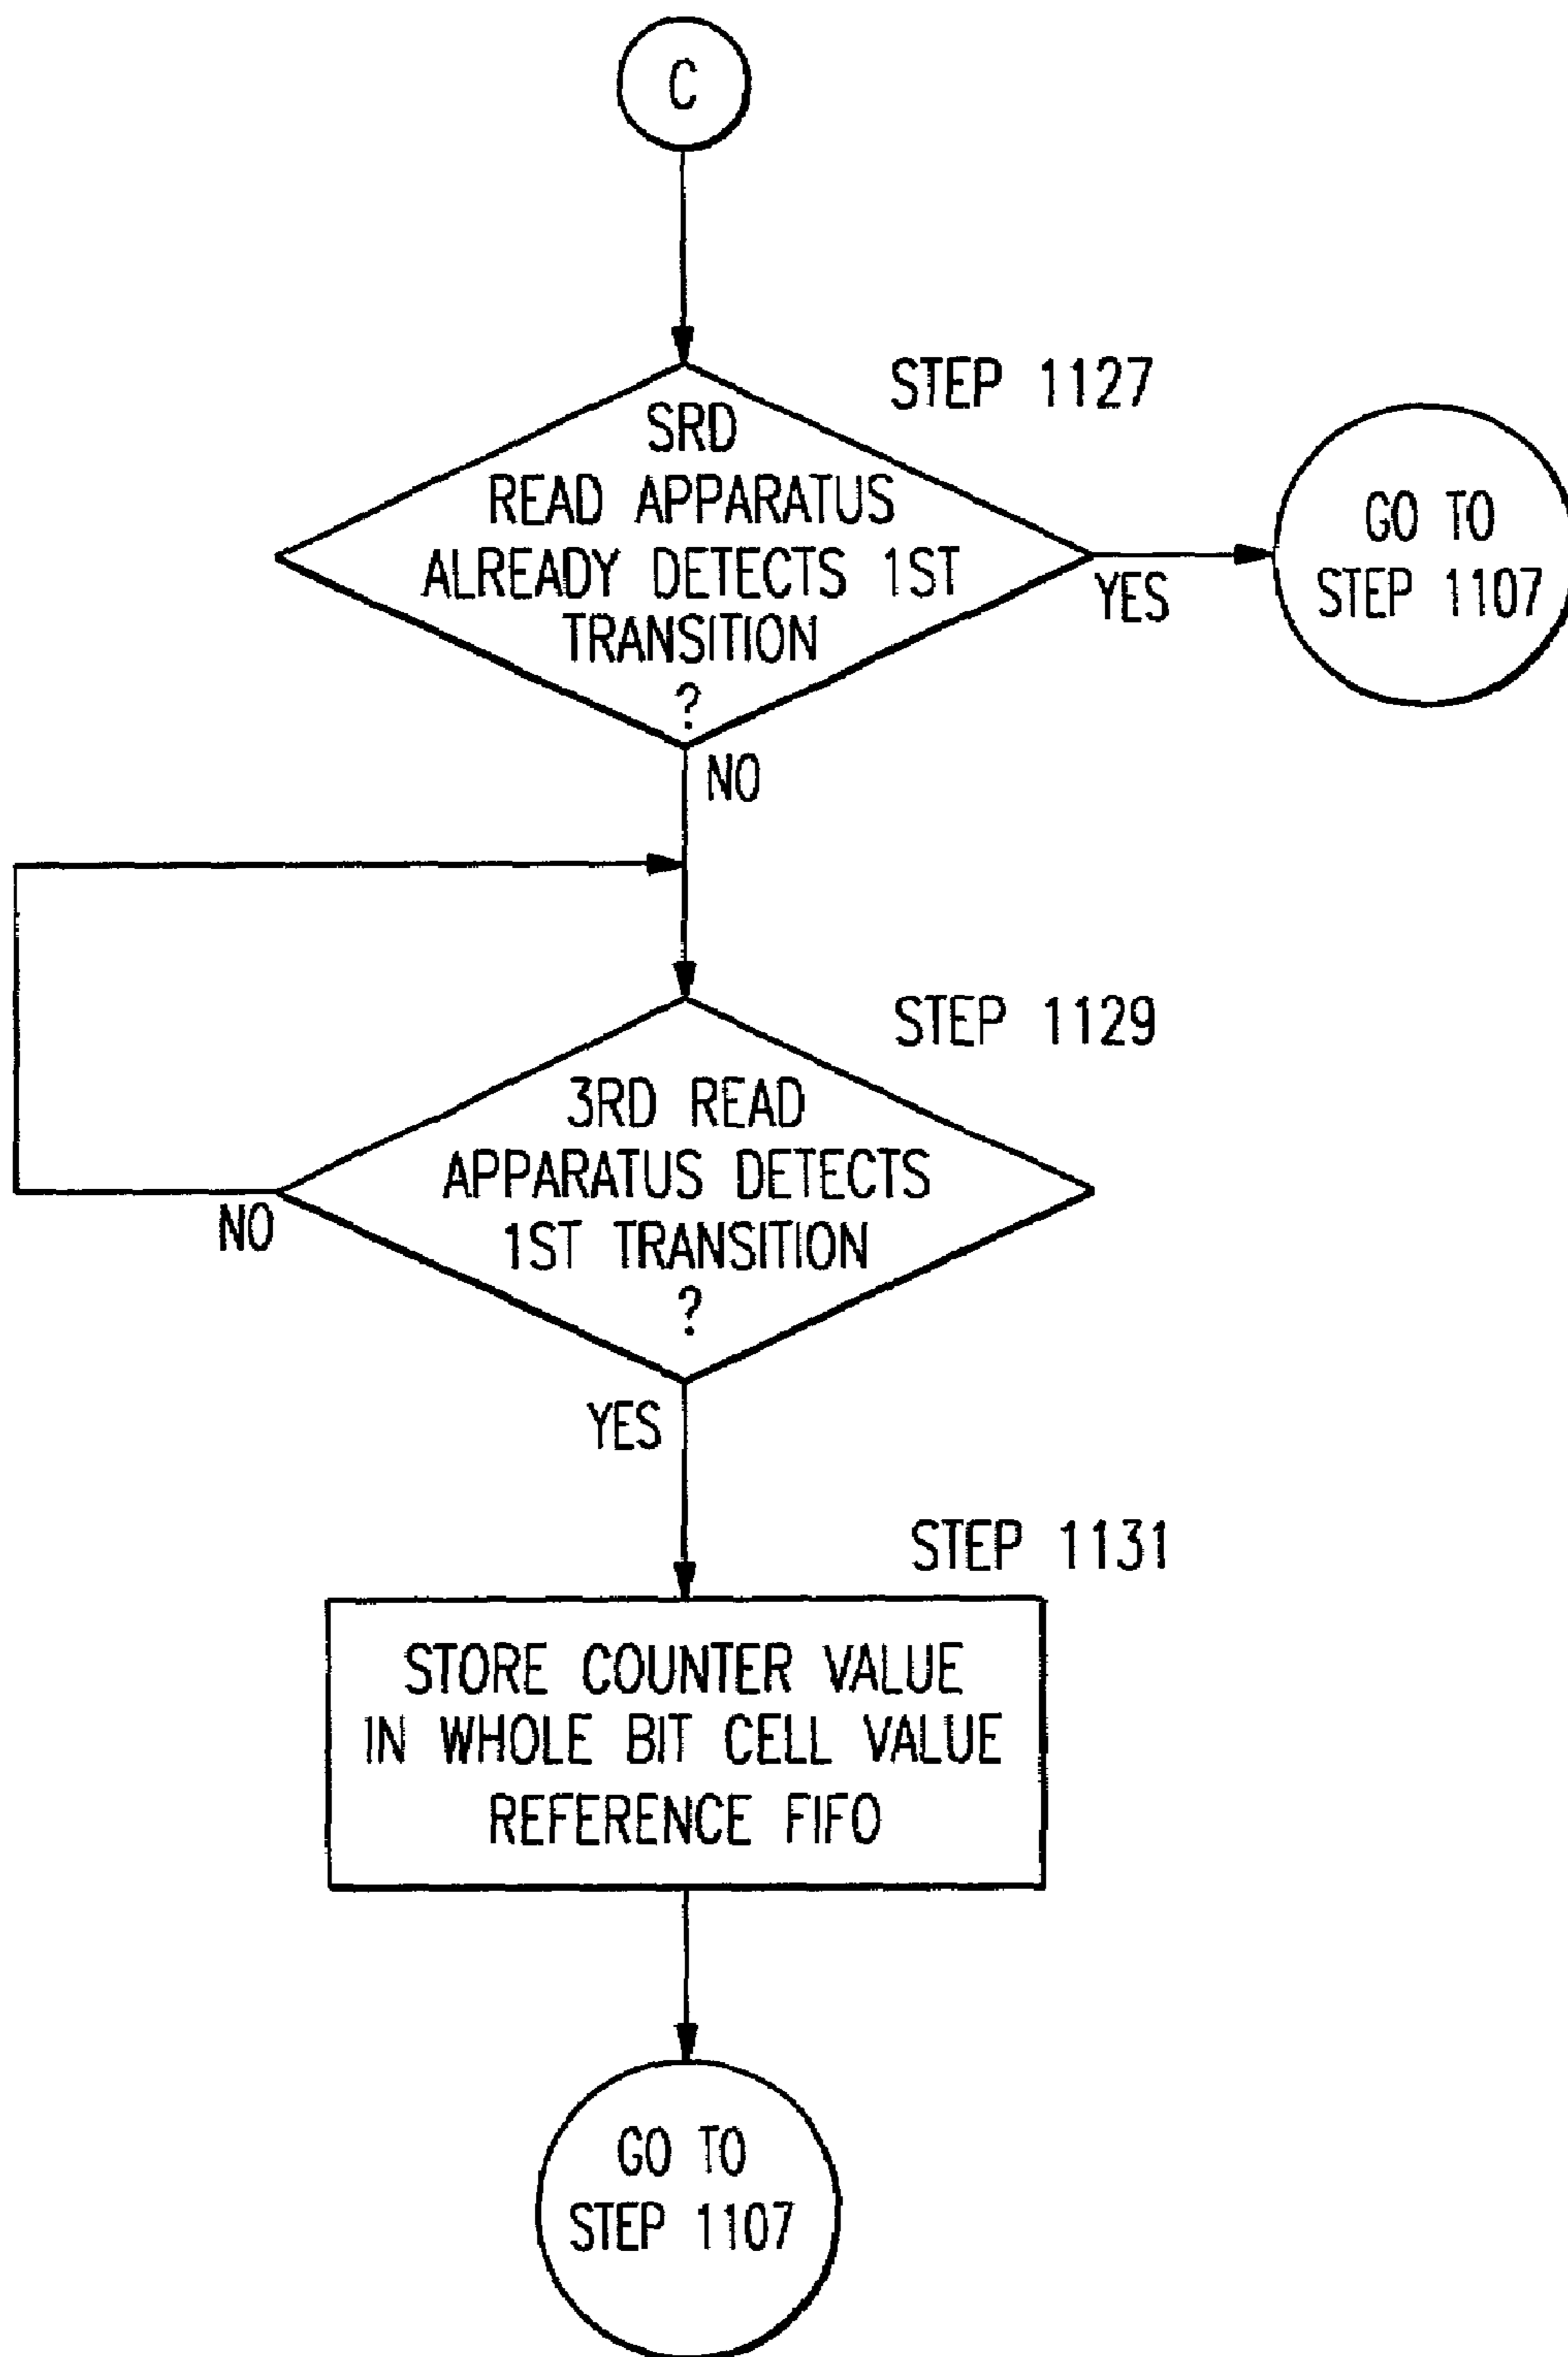 C
STEP 1127
SRD
READ APPARATUS
ALREADY DETECTS 1ST
TRANSITION
?
YES
GO TO
STEP 1107
NO
STEP 1129
3RD READ
APPARATUS DETECTS
1ST TRANSITION
?
NO
YES
STEP 1131
STORE COUNTER VALUE
IN WHOLE BIT CELL VALUE
REFERENCE FIFO
GO TO
STEP 1107